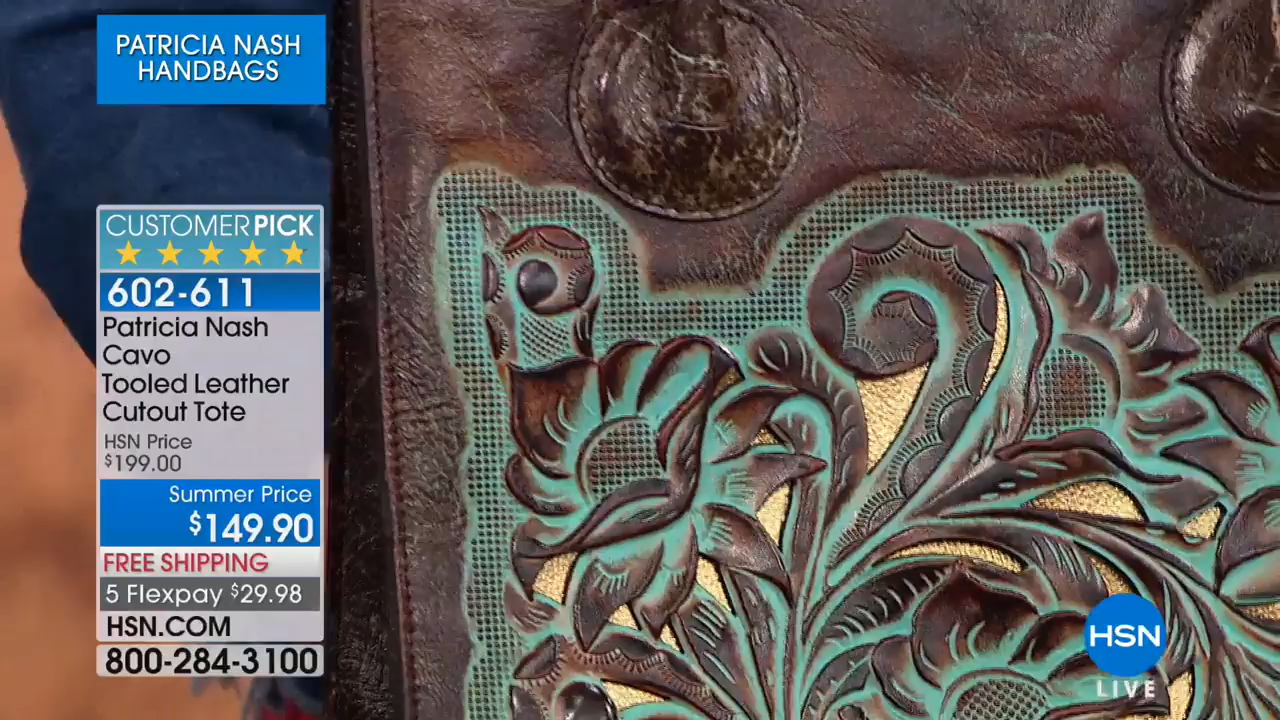 PATRICIA NASH
HANDBAGS
CUSTOMER PICK
602-611
Patricia Nash
Cavo
Tooled Leather
Cutout Tote
HSN Price
$199.00
Summer Price
$149.90
FREE SHIPPING
5 Flexpay $29.98
HSN.COM
800-284-3100
HSN
LIVE